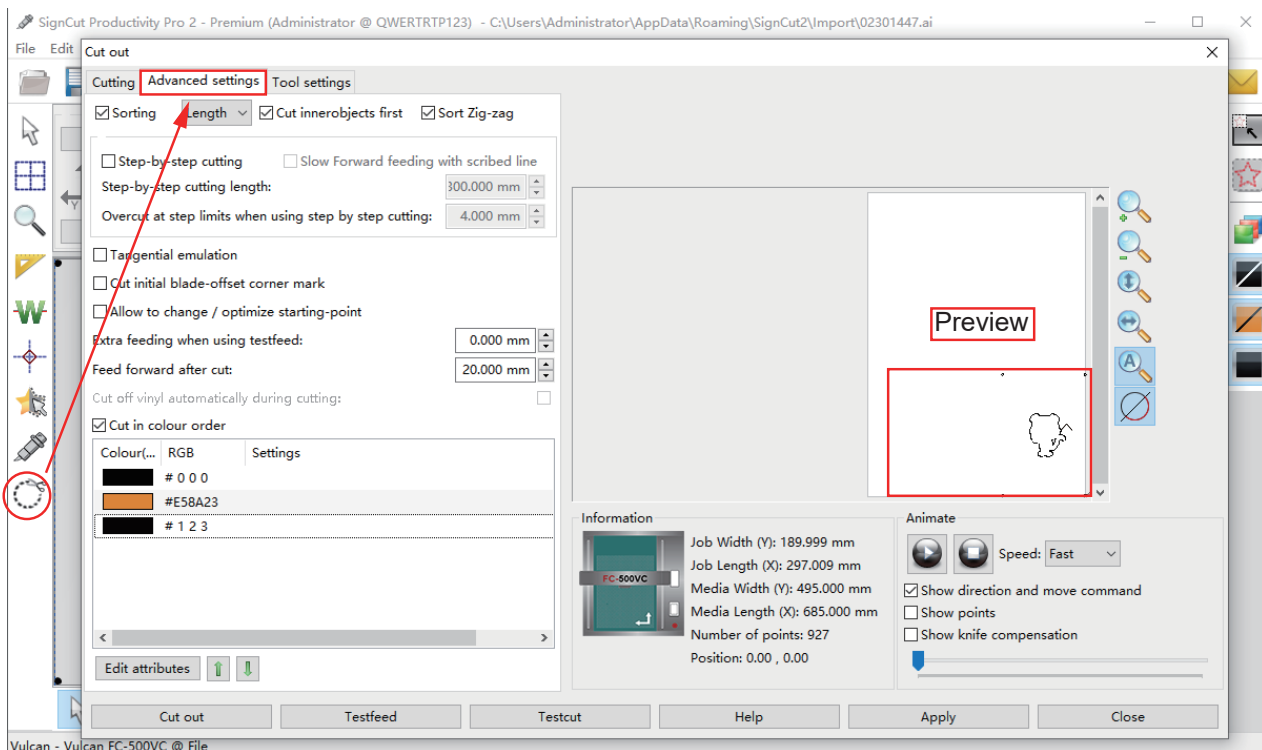 SignCut Productivity Pro 2 - Premium (Administrator @ QWERTRTP123) - C:\Users\Administrator\AppData\Roaming\SignCut2\Import\02301447.ai
File Edit
Cut out
Cutting Advanced settings Tool settings
Sorting Length Cut innerobjects first Sort Zig-zag
Step-by-step cutting Slow Forward feeding with scribed line
Step-by-step cutting length: 300.000 mm
Overcut at step limits when using step by step cutting: 4.000 mm
Tangential emulation
Cut initial blade-offset corner mark
Allow to change / optimize starting-point
Extra feeding when using testfeed: 0.000 mm
Feed forward after cut: 20.000 mm
Cut off vinyl automatically during cutting:
Cut in colour order
Colour(... RGB Settings
# 0 0 0
#E58A23
# 1 2 3
Edit attributes
Y
W
Preview
A
Information
FC-500VC
Job Width (Y): 189.999 mm
Job Length (X): 297.009 mm
Media Width (Y): 495.000 mm
Media Length (X): 685.000 mm
Number of points: 927
Position: 0.00 , 0.00
Animate
Speed: Fast
Show direction and move command
Show points
Show knife compensation
Cut out Testfeed Testcut Help Apply Close
Vulcan - Vulcan FC-500VC @ File